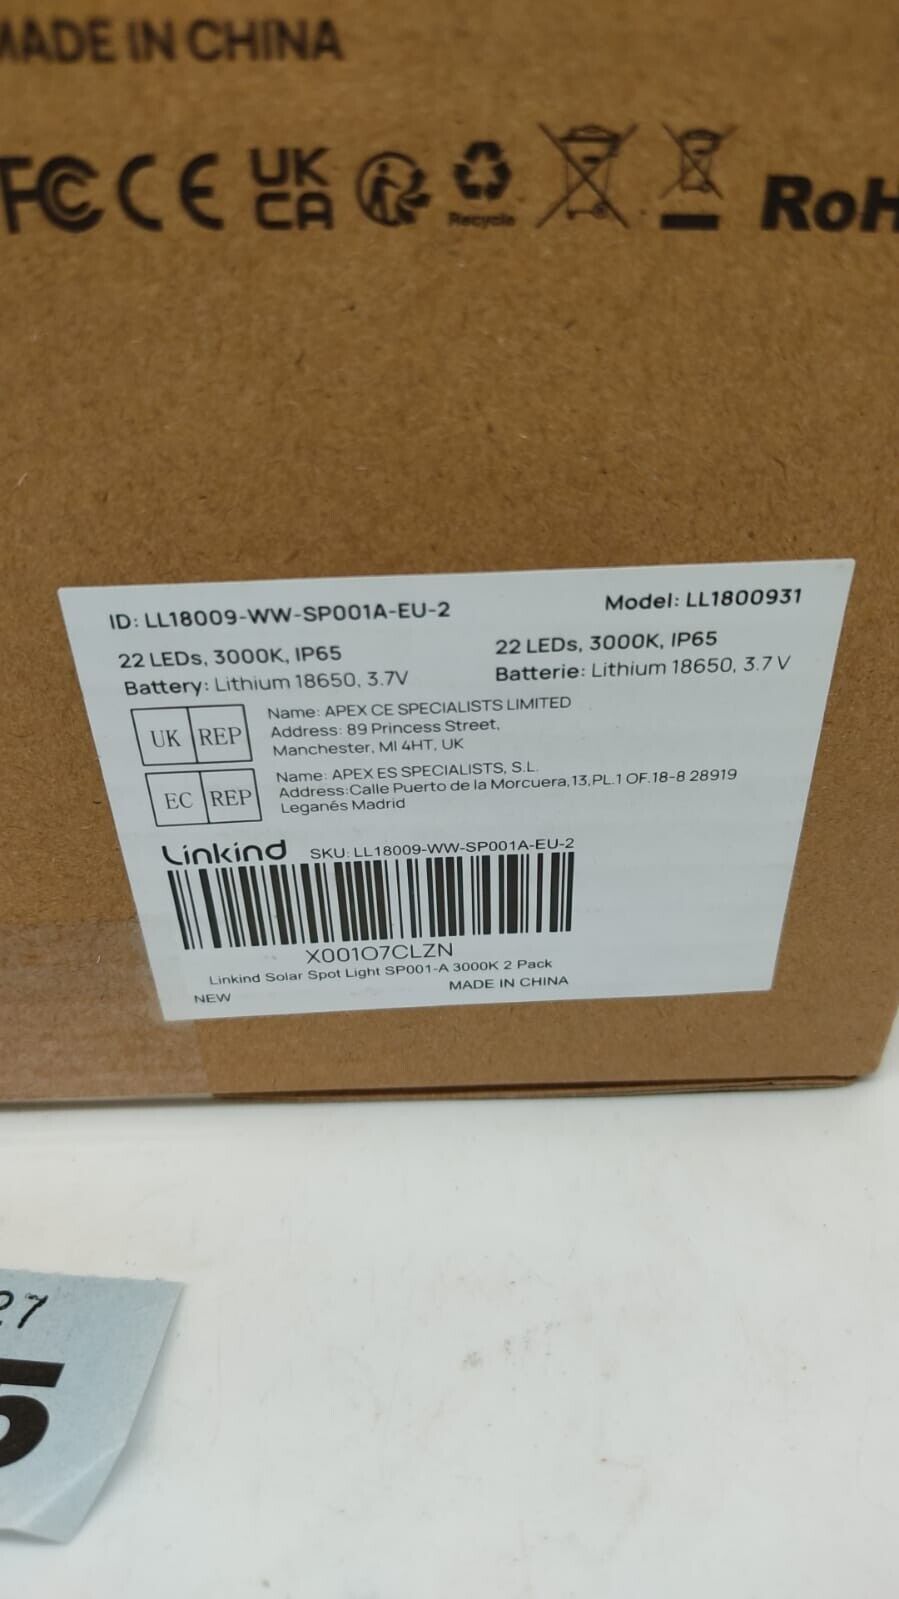 MADE IN CHINA
FC CE UK CA Recycle RoH
ID: LL18009-WW-SP001A-EU-2
Model: LL1800931
22 LEDs, 3000K, IP65
Battery: Lithium 18650, 3.7V
22 LEDs, 3000K, IP65
Batterie: Lithium 18650, 3.7 V
UK REP
Name: APEX CE SPECIALISTS LIMITED
Address: 89 Princess Street,
Manchester, M1 4HT, UK
EC REP
Name: APEX ES SPECIALISTS, S.L.
Address:Calle Puerto de la Morcuera,13,PL.1 OF.18-8 28919
Leganés Madrid
Linkind
SKU: LL18009-WW-SP001A-EU-2
X001O7CLZN
Linkind Solar Spot Light SP001-A 3000K 2 Pack
NEW
MADE IN CHINA
27
5